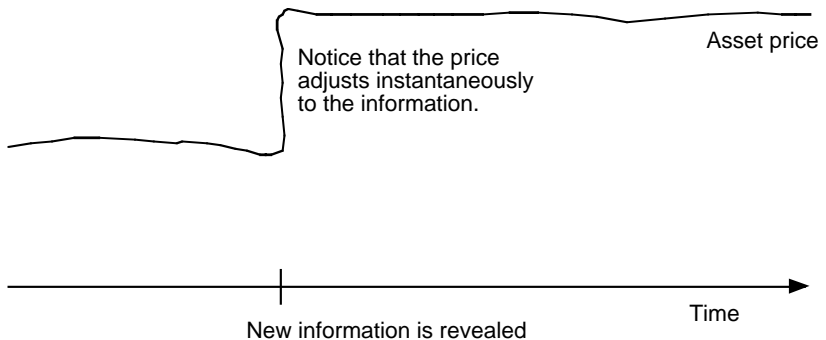 Asset price
Notice that the price
adjusts instantaneously
to the information.
Time
New information is revealed